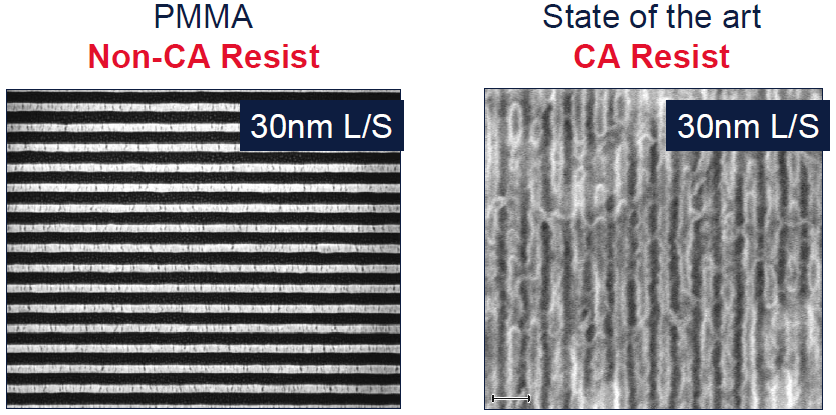 PMMA
Non-CA Resist
30nm L/S
State of the art
CA Resist
30nm L/S